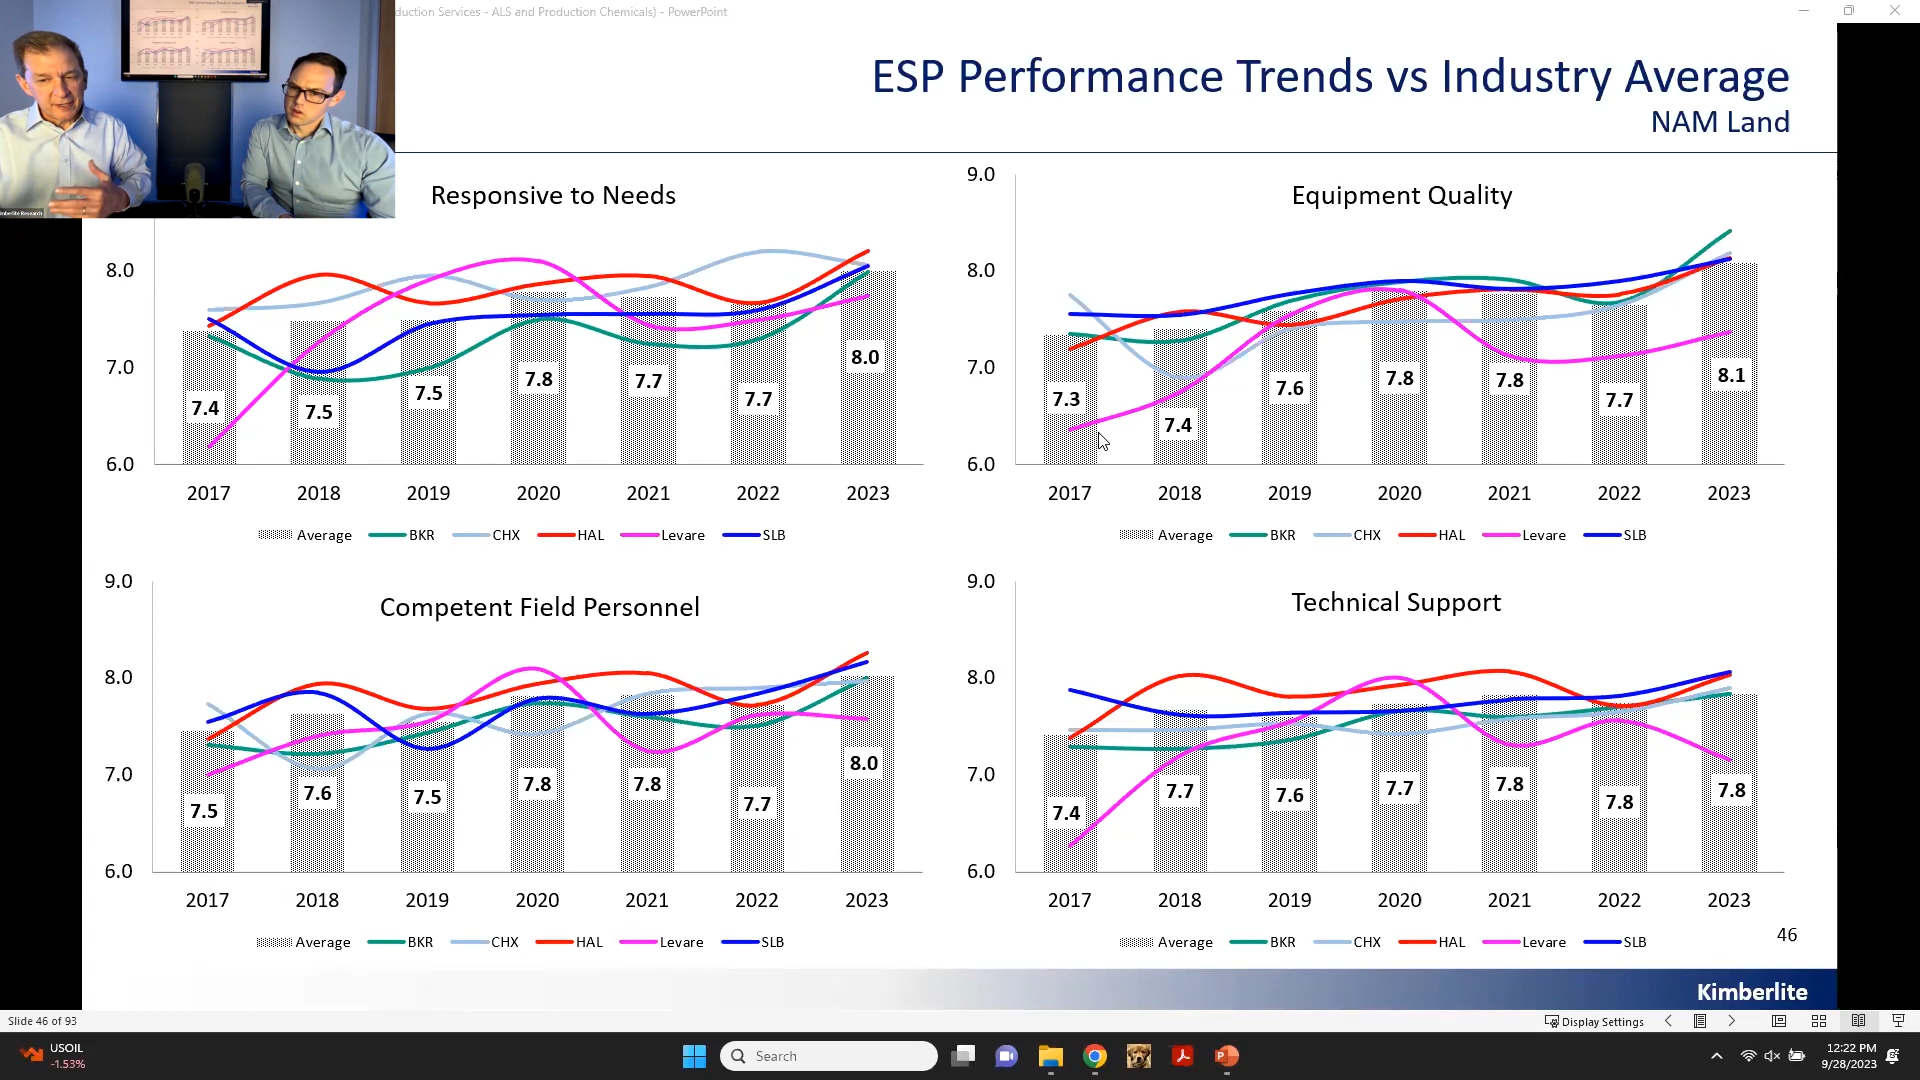 duction Services - ALS and Production Chemicals) - PowerPoint
ESP Performance Trends vs Industry Average
NAM Land
Responsive to Needs
8.0
7.0
6.0
7.4
7.5
7.5
7.8
7.7
7.7
8.0
2017 2018 2019 2020 2021 2022 2023
Average BKR CHX HAL Levare SLB
Equipment Quality
9.0
8.0
7.0
6.0
7.3
7.4
7.6
7.8
7.8
7.7
8.1
2017 2018 2019 2020 2021 2022 2023
Average BKR CHX HAL Levare SLB
Competent Field Personnel
9.0
8.0
7.0
6.0
7.5
7.6
7.5
7.8
7.8
7.7
8.0
2017 2018 2019 2020 2021 2022 2023
Average BKR CHX HAL Levare SLB
Technical Support
9.0
8.0
7.0
6.0
7.4
7.7
7.6
7.7
7.8
7.8
7.8
2017 2018 2019 2020 2021 2022 2023
Average BKR CHX HAL Levare SLB
46
Kimberlite
Slide 46 of 93
Display Settings
USOIL
-1.53%
Search
12:22 PM
9/28/2023